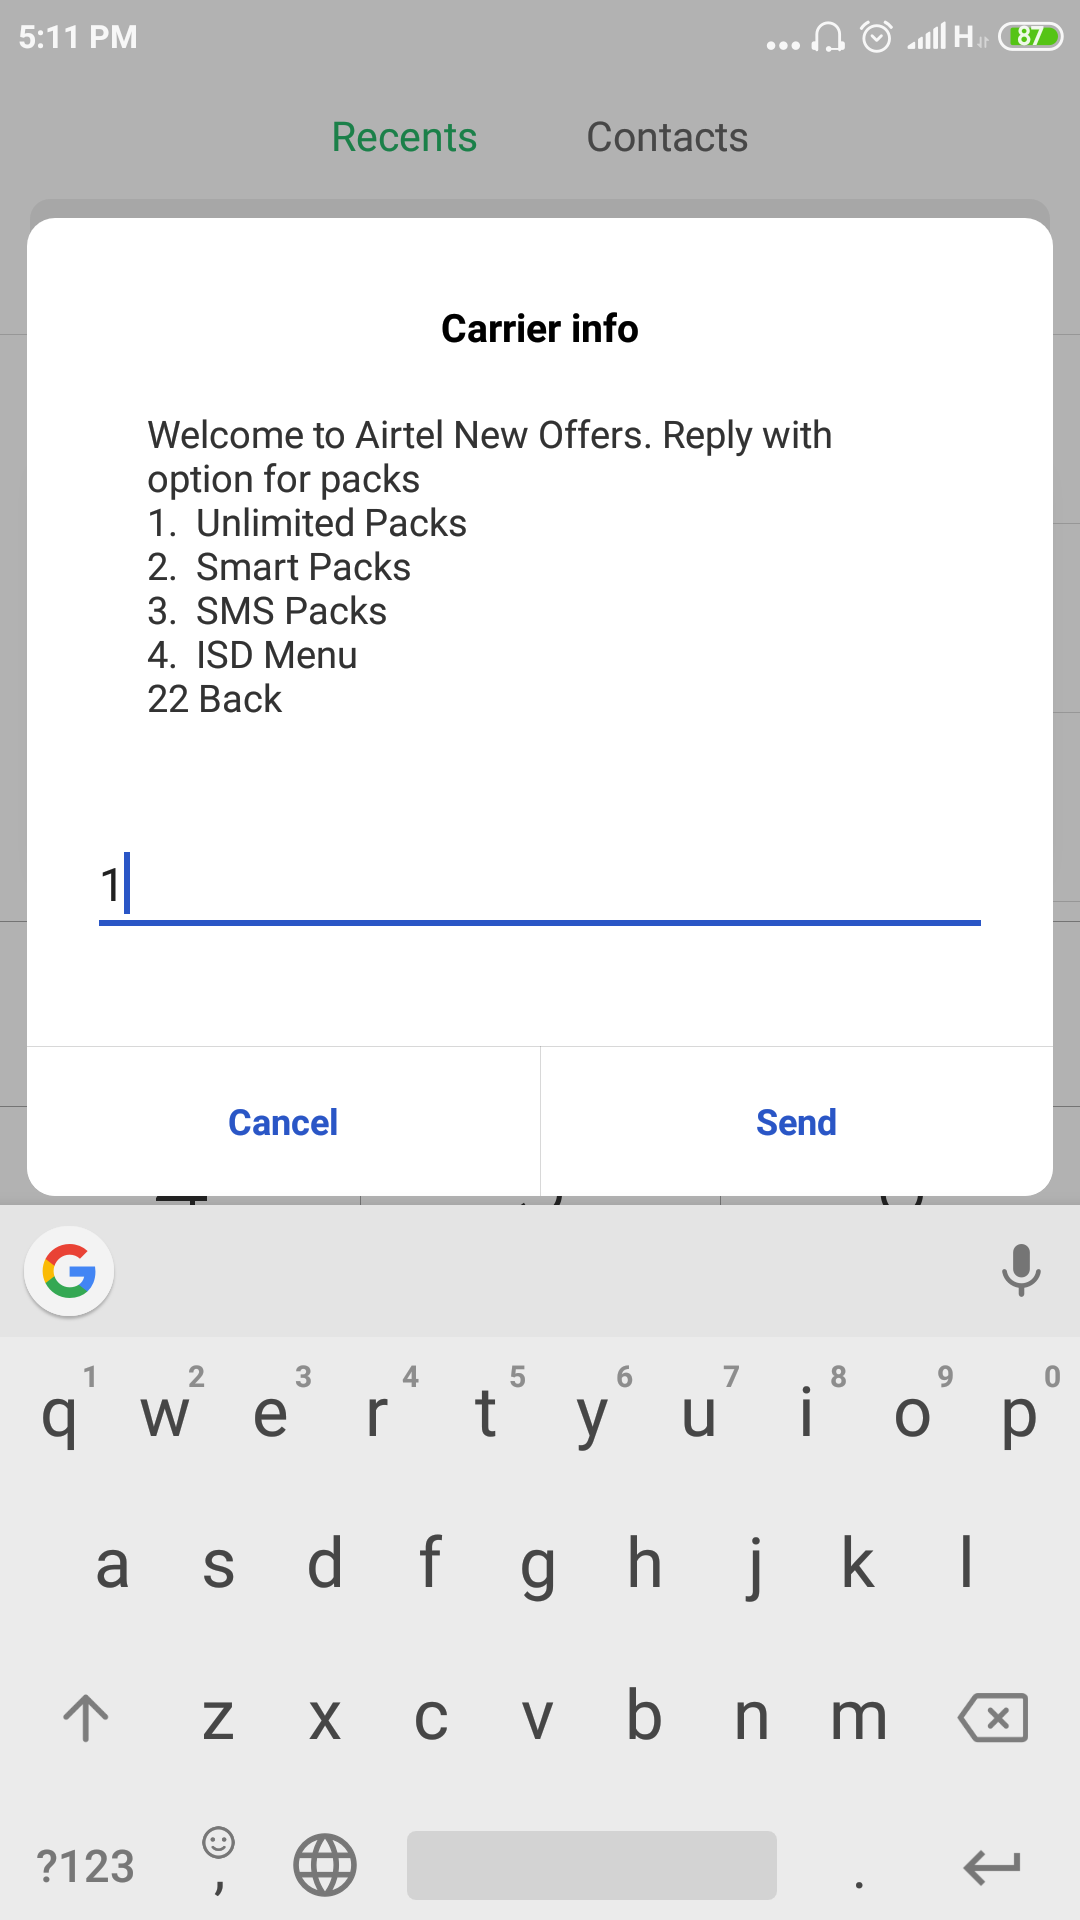 5:11 PM
H
87
Recents Contacts
Carrier info
Welcome to Airtel New Offers. Reply with
option for packs
1. Unlimited Packs
2. Smart Packs
3. SMS Packs
4. ISD Menu
22 Back
1
Cancel Send
G
1 2 3 4 5 6 7 8 9 0
q w e r t y u i o p
a s d f g h j k l
z x c v b n m
?123 , .